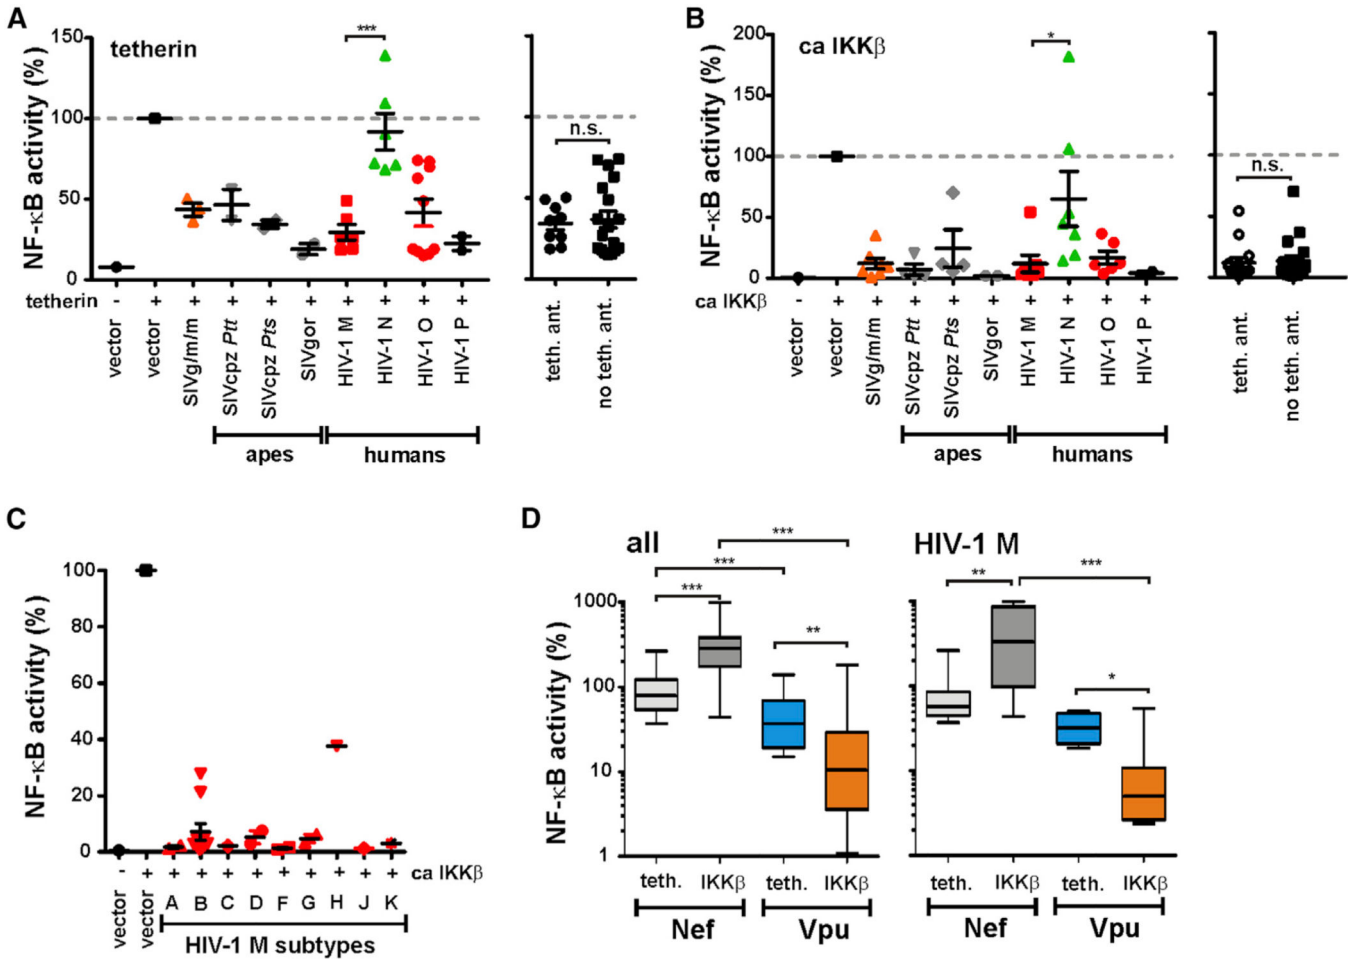 A
tetherin
NF-κB activity (%)
150
100
50
0
***
n.s.
tetherin - + + + + + + + + +
vector
vector
SIVg/m/m
SIVcpz Ptt
SIVcpz Pts
SIVgor
HIV-1 M
HIV-1 N
HIV-1 O
HIV-1 P
apes
humans
teth. ant.
no teth. ant.
B
ca IKKβ
NF-κB activity (%)
200
150
100
50
0
*
n.s.
ca IKKβ - + + + + + + + + +
vector
vector
SIVg/m/m
SIVcpz Ptt
SIVcpz Pts
SIVgor
HIV-1 M
HIV-1 N
HIV-1 O
HIV-1 P
apes
humans
teth. ant.
no teth. ant.
C
NF-κB activity (%)
100
80
60
40
20
0
- + + + + + + + + + + ca IKKβ
vector
vector
A B C D F G H J K
HIV-1 M subtypes
D
all
NF-κB activity (%)
1000
100
10
1
***
***
***
**
teth. IKKβ teth. IKKβ
Nef Vpu
HIV-1 M
**
***
*
teth. IKKβ teth. IKKβ
Nef Vpu